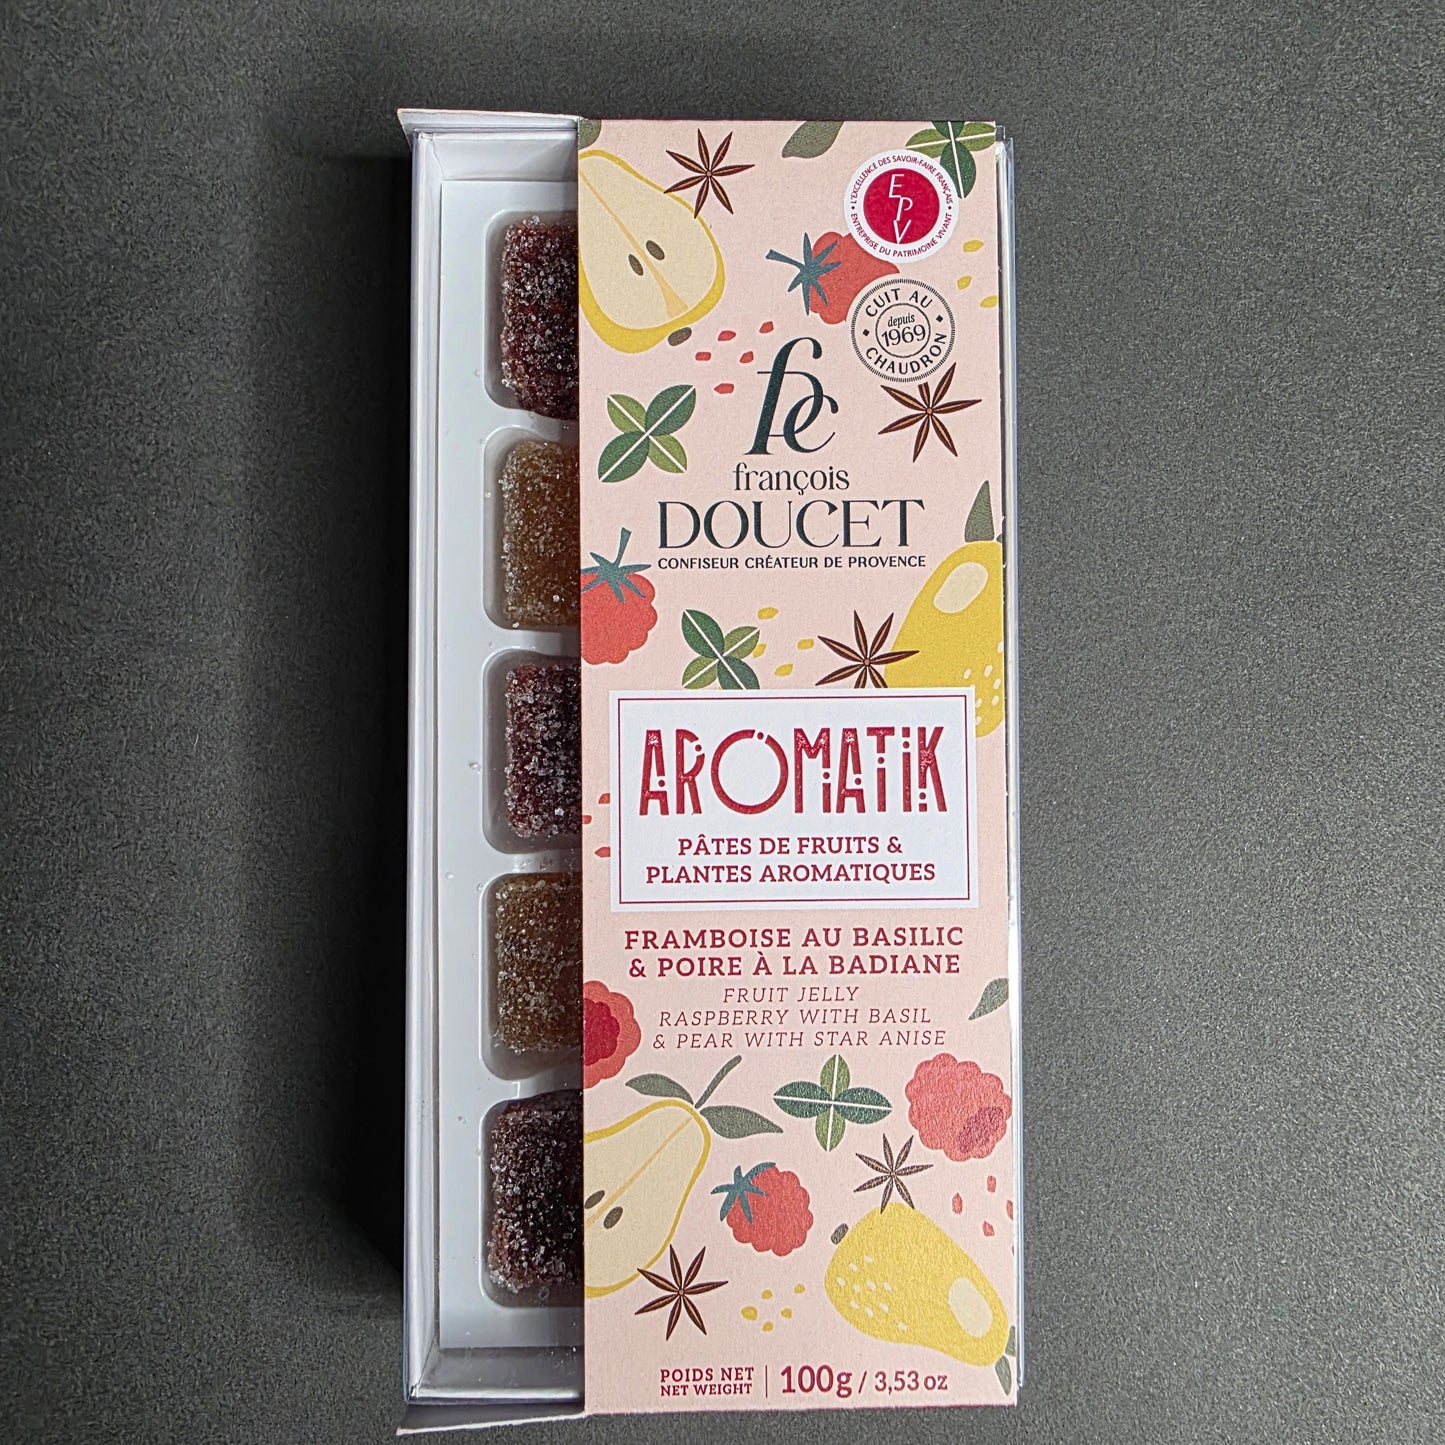 L'EXCELLENCE DES SAVOIR-FAIRE FRANÇAIS
EPV
ENTREPRISE DU PATRIMOINE VIVANT
CUIT AU
depuis
1969
CHAUDRON
fDc
françois
DOUCET
CONFISEUR CRÉATEUR DE PROVENCE
AROMATiK
PÂTES DE FRUITS &
PLANTES AROMATIQUES
FRAMBOISE AU BASILIC
& POIRE À LA BADIANE
FRUIT JELLY
RASPBERRY WITH BASIL
& PEAR WITH STAR ANISE
POIDS NET
NET WEIGHT
100g / 3,53 oz